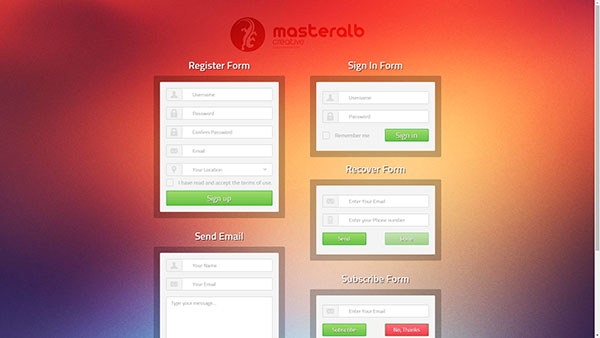 masteralb
creative
Register Form
Username
Password
Confirm Password
Email
Your Location
I have read and accept the terms of use.
Sign up
Send Email
Your Name
Your Email
Type your message...
Sign In Form
Username
Password
Remember me
Sign in
Recover Form
Enter Your Email
Enter your Phone number
Send
Subscribe Form
Enter Your Email
Subscribe
No, Thanks